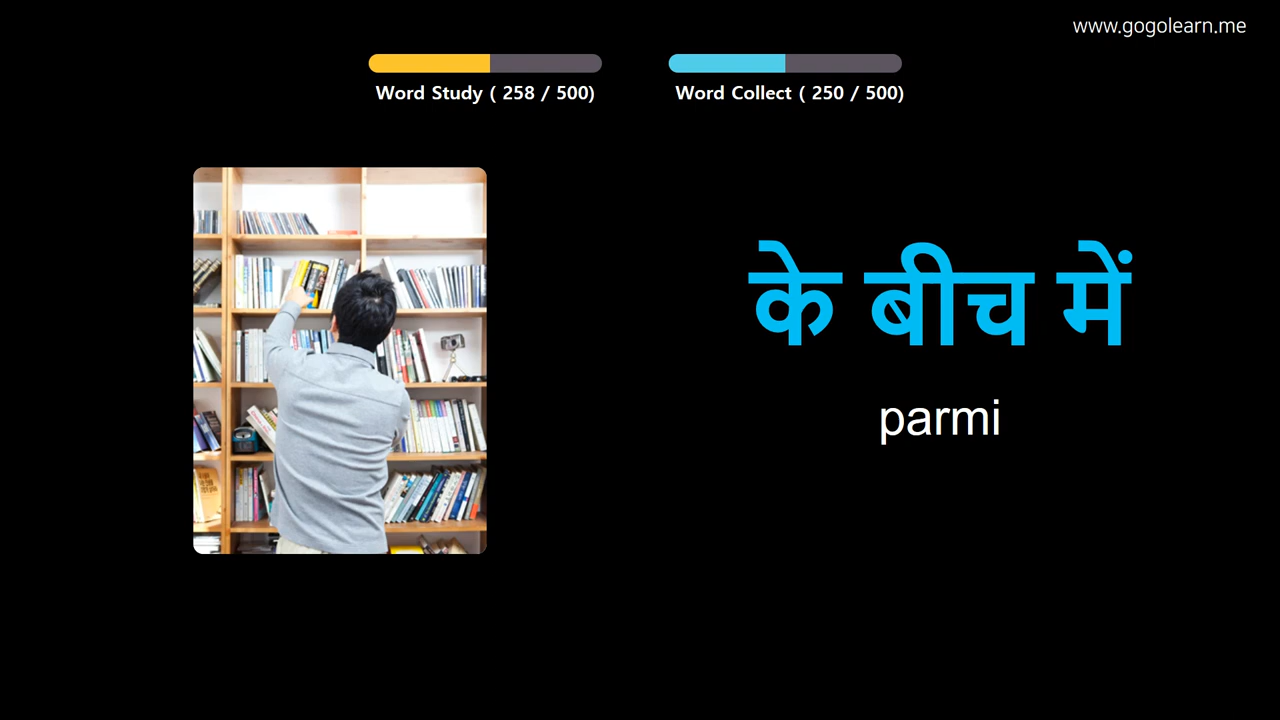 www.gogolearn.me
Word Study ( 258 / 500)
Word Collect ( 250 / 500)
के बीच में
parmi